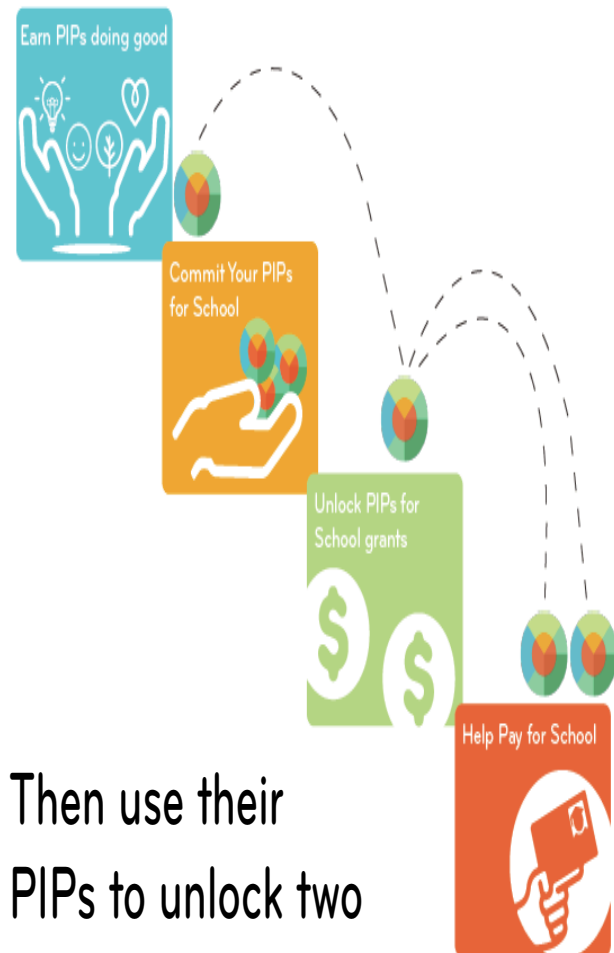 Earn PIPs doing good
Commit Your PIPs
for School
Unlock PIPs for
School grants
$
$
Help Pay for School
Then use their
PIPs to unlock two